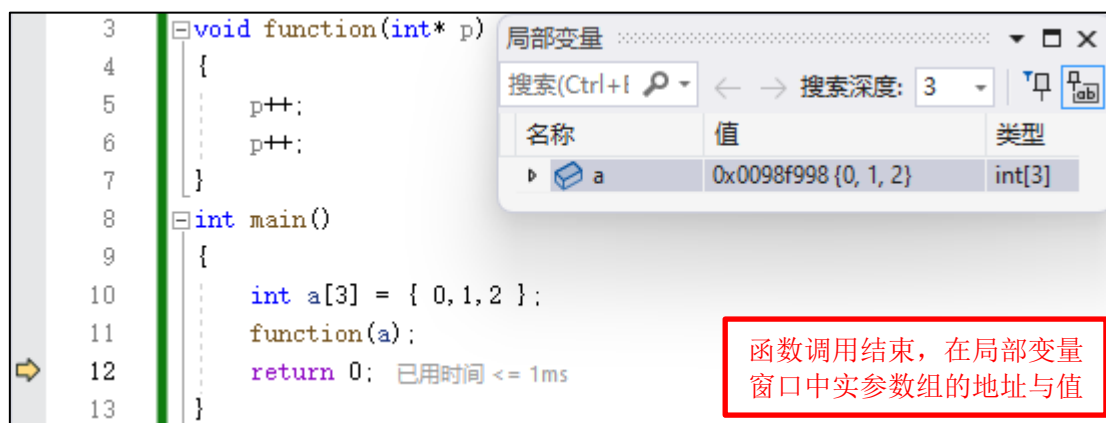 3 void function(int* p)
4 {
5 p++;
6 p++;
7 }
8 int main()
9 {
10 int a[3] = { 0,1,2 };
11 function(a);
12 return 0; 已用时间 <= 1ms
13 }
局部变量
搜索(Ctrl+E
搜索深度: 3
ab
名称 值 类型
a 0x0098f998 {0, 1, 2} int[3]
函数调用结束，在局部变量
窗口中实参数组的地址与值